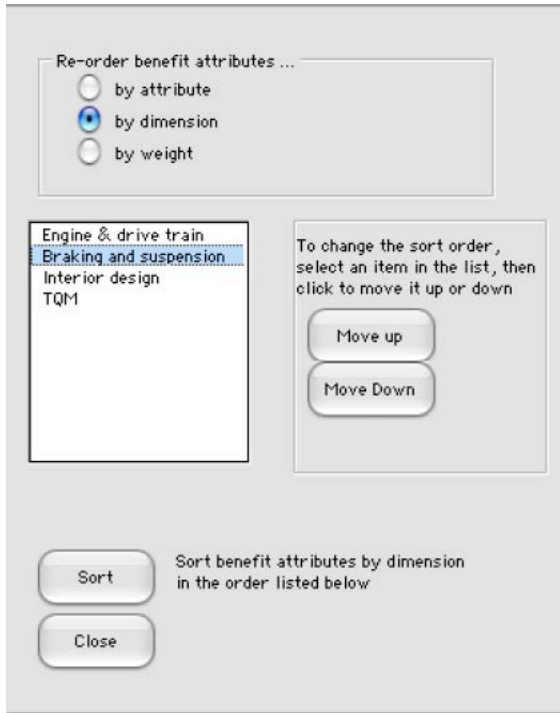 Re-order benefit attributes ...
by attribute
by dimension
by weight
Engine & drive train
Braking and suspension
Interior design
TQM
To change the sort order,
select an item in the list, then
click to move it up or down
Move up
Move Down
Sort
Sort benefit attributes by dimension
in the order listed below
Close